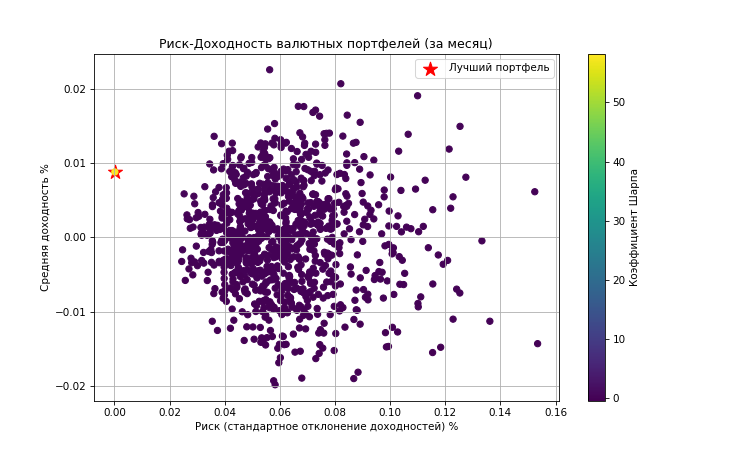 Риск-Доходность валютных портфелей (за месяц)
Лучший портфель
Средняя доходность %
0.02
0.01
0.00
−0.01
−0.02
0.00 0.02 0.04 0.06 0.08 0.10 0.12 0.14 0.16
Риск (стандартное отклонение доходностей) %
50
40
30
20
10
0
Коэффициент Шарпа